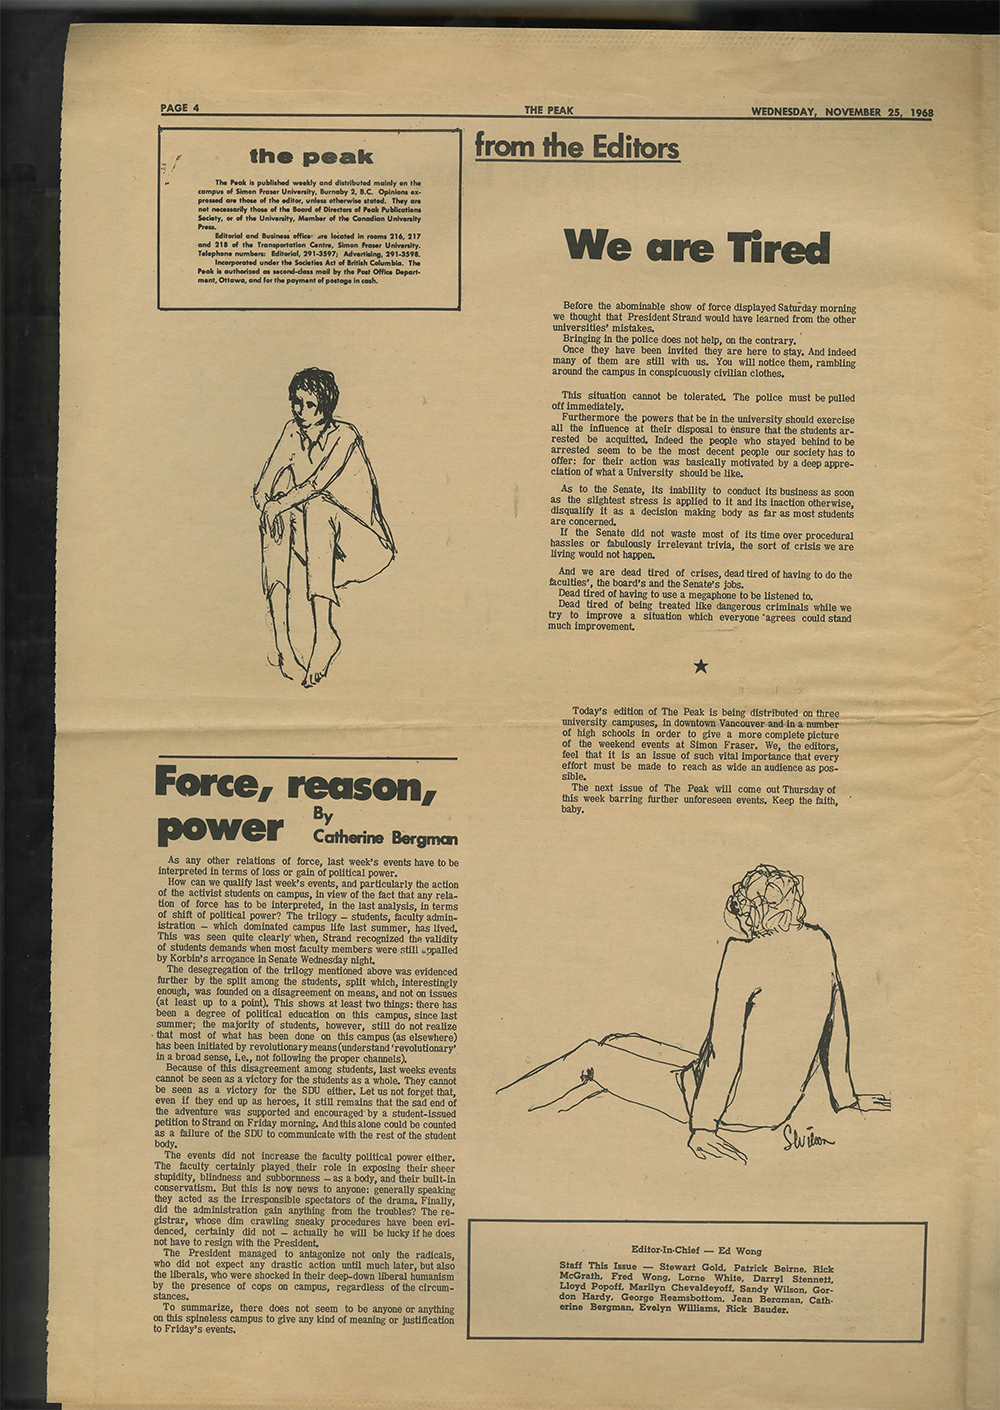 PAGE 4
THE PEAK
WEDNESDAY, NOVEMBER 25, 1968
the peak
The Peak is published weekly and distributed mainly on the
campus of Simon Fraser University, Burnaby 2, B.C. Opinions ex-
pressed are those of the editor, unless otherwise stated. They are
not necessarily those of the Board of Directors of Peak Publications
Society, or of the University, Member of the Canadian University
Press.
Editorial and Business offices are located in rooms 216, 217
and 218 of the Transportation Centre, Simon Fraser University.
Telephone numbers: Editorial, 291-3597; Advertising, 291-3598.
Incorporated under the Societies Act of British Columbia. The
Peak is authorized as second-class mail by the Post Office Depart-
ment, Ottawa, and for the payment of postage in cash.
from the Editors
We are Tired
Before the abominable show of force displayed Saturday morning
we thought that President Strand would have learned from the other
universities' mistakes.
Bringing in the police does not help, on the contrary.
Once they have been invited they are here to stay. And indeed
many of them are still with us. You will notice them, rambling
around the campus in conspicuously civilian clothes.
This situation cannot be tolerated. The police must be pulled
off immediately.
Furthermore the powers that be in the university should exercise
all the influence at their disposal to ensure that the students ar-
rested be acquitted. Indeed the people who stayed behind to be
arrested seem to be the most decent people our society has to
offer: for their action was basically motivated by a deep appre-
ciation of what a University should be like.
As to the Senate, its inability to conduct its business as soon
as the slightest stress is applied to it and its inaction otherwise,
disqualify it as a decision making body as far as most students
are concerned.
If the Senate did not waste most of its time over procedural
hassles or fabulously irrelevant trivia, the sort of crisis we are
living would not happen.
And we are dead tired of crises, dead tired of having to do the
faculties', the board's and the Senate's jobs.
Dead tired of having to use a megaphone to be listened to.
Dead tired of being treated like dangerous criminals while we
try to improve a situation which everyone agrees could stand
much improvement.
Today's edition of The Peak is being distributed on three
university campuses, in downtown Vancouver and in a number
of high schools in order to give a more complete picture
of the weekend events at Simon Fraser. We, the editors,
feel that it is an issue of such vital importance that every
effort must be made to reach as wide an audience as pos-
sible.
The next issue of The Peak will come out Thursday of
this week barring further unforeseen events. Keep the faith,
baby.
Force, reason,
power
By
Catherine Bergman
As any other relations of force, last week's events have to be
interpreted in terms of loss or gain of political power.
How can we qualify last week's events, and particularly the action
of the activist students on campus, in view of the fact that any rela-
tion of force has to be interpreted, in the last analysis, in terms
of shift of political power? The trilogy — students, faculty admin-
istration — which dominated campus life last summer, has lived.
This was seen quite clearly when, Strand recognized the validity
of students demands when most faculty members were still appalled
by Korbin's arrogance in Senate Wednesday night.
The desegregation of the trilogy mentioned above was evidenced
further by the split among the students, split which, interestingly
enough, was founded on a disagreement on means, and not on issues
(at least up to a point). This shows at least two things: there has
been a degree of political education on this campus, since last
summer; the majority of students, however, still do not realize
that most of what has been done on this campus (as elsewhere)
has been initiated by revolutionary means (understand 'revolutionary'
in a broad sense, i.e., not following the proper channels).
Because of this disagreement among students, last weeks events
cannot be seen as a victory for the students as a whole. They cannot
be seen as a victory for the SDU either. Let us not forget that,
even if they end up as heroes, it still remains that the sad end of
the adventure was supported and encouraged by a student-issued
petition to Strand on Friday morning. And this alone could be counted
as a failure of the SDU to communicate with the rest of the student
body.
The events did not increase the faculty political power either.
The faculty certainly played their role in exposing their sheer
stupidity, blindness and subbornness — as a body, and their built-in
conservatism. But this is now news to anyone: generally speaking
they acted as the irresponsible spectators of the drama. Finally,
did the administration gain anything from the troubles? The re-
gistrar, whose dim crawling sneaky procedures have been evi-
denced, certainly did not — actually he will be lucky if he does
not have to resign with the President.
The President managed to antagonize not only the radicals,
who did not expect any drastic action until much later, but also
the liberals, who were shocked in their deep-down liberal humanism
by the presence of cops on campus, regardless of the circum-
stances.
To summarize, there does not seem to be anyone or anything
on this spineless campus to give any kind of meaning or justification
to Friday's events.
SWilson
Editor-In-Chief — Ed Wong
Staff This Issue — Stewart Gold, Patrick Beirne, Rick
McGrath, Fred Wong, Lorne White, Darryl Stennett,
Lloyd Popoff, Marilyn Chevaldeyoff, Sandy Wilson, Gor-
don Hardy, George Reamsbottom, Jean Bergman, Cath-
erine Bergman, Evelyn Williams, Rick Bauder.